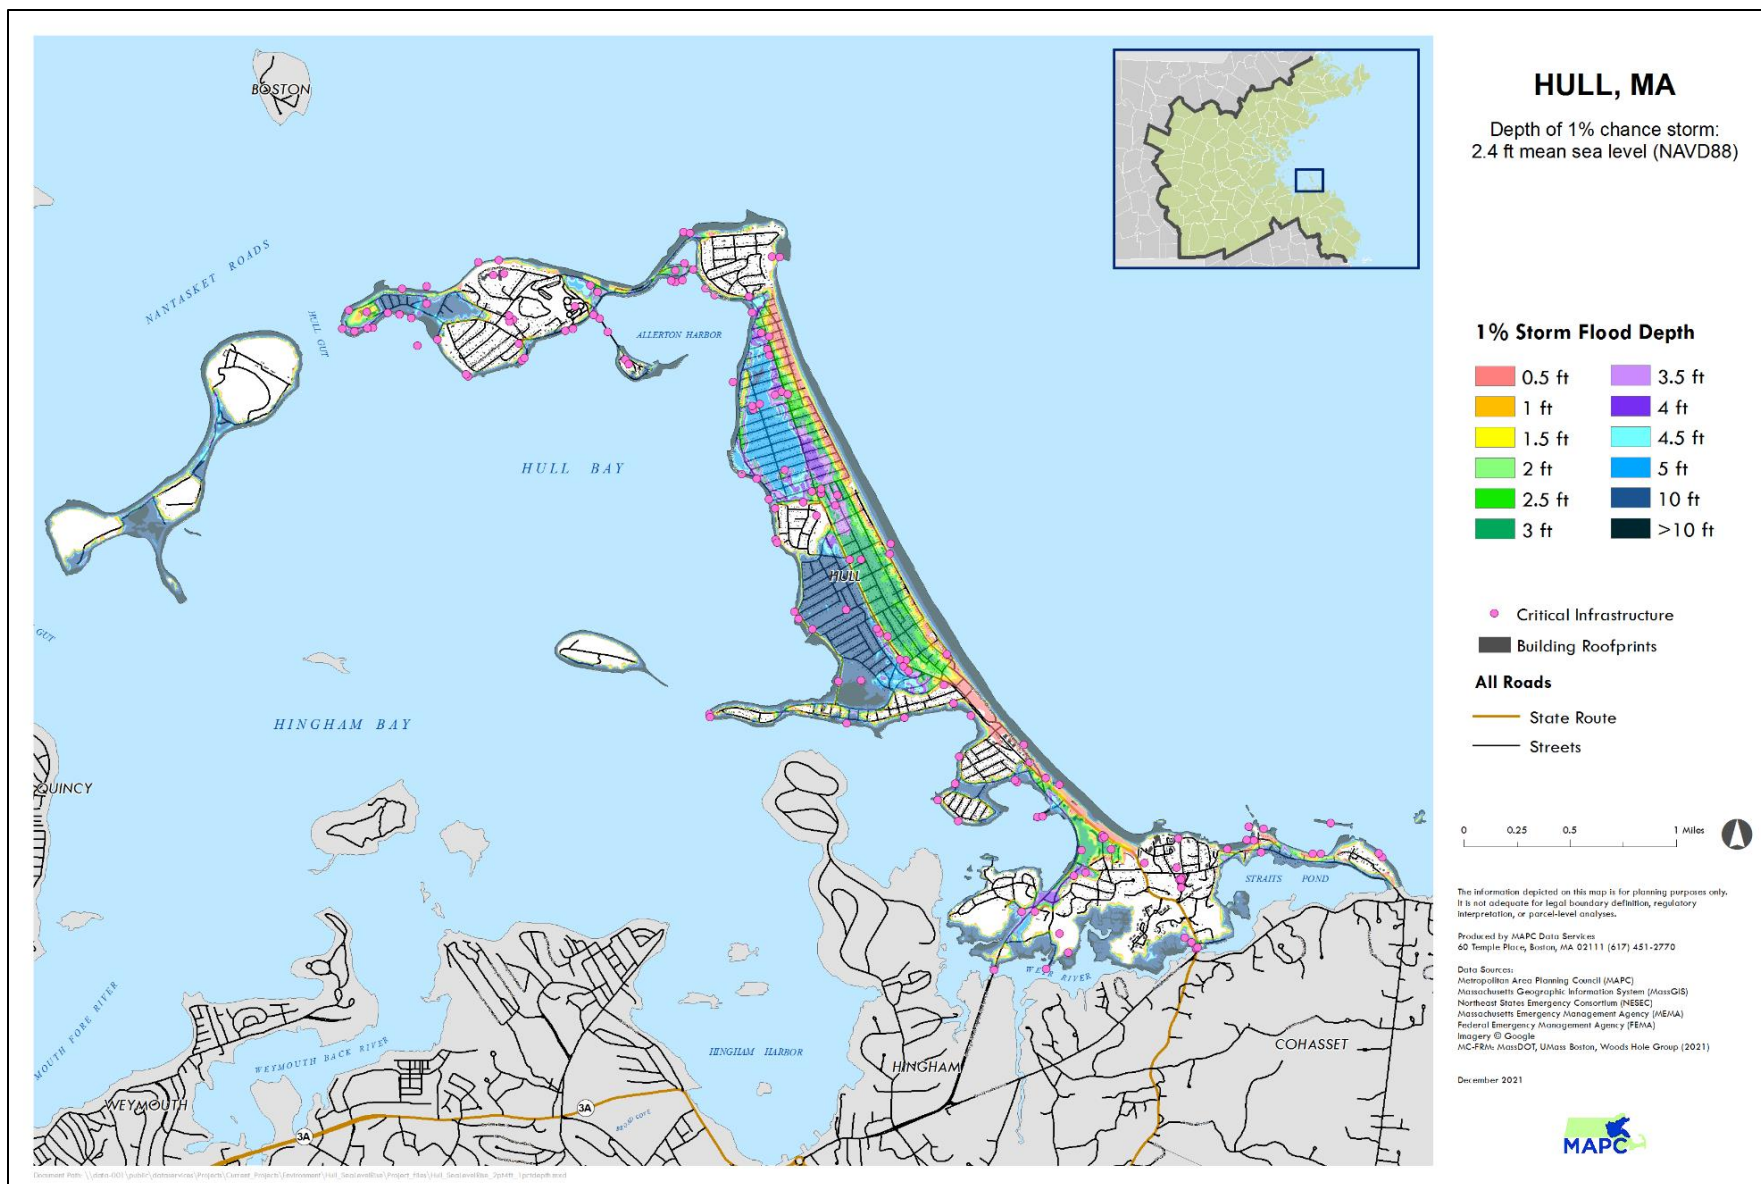 HULL, MA
Depth of 1% chance storm:
2.4 ft mean sea level (NAVD88)
1% Storm Flood Depth
0.5 ft
1 ft
1.5 ft
2 ft
2.5 ft
3 ft
3.5 ft
4 ft
4.5 ft
5 ft
10 ft
>10 ft
Critical Infrastructure
Building Roofprints
All Roads
State Route
Streets
0 0.25 0.5 1 Miles
The information depicted on this map is for planning purposes only.
It is not adequate for legal boundary definition, regulatory
interpretation, or parcel-level analyses.
Produced by MAPC Data Services
60 Temple Place, Boston, MA 02111 (617) 451-2770
Data Sources:
Metropolitan Area Planning Council (MAPC)
Massachusetts Geographic Information System (MassGIS)
Northeast States Emergency Consortium (NESEC)
Massachusetts Emergency Management Agency (MEMA)
Federal Emergency Management Agency (FEMA)
Imagery © Google
MC-FRM: MassDOT, UMass Boston, Woods Hole Group (2021)
December 2021
MAPC
BOSTON
NANTASKET ROADS
HULL GUT
ALLERTON HARBOR
HULL BAY
HULL
GUT
HINGHAM BAY
QUINCY
STRAITS POND
WEIR RIVER
MOUTH FORE RIVER
WEYMOUTH BACK RIVER
HINGHAM HARBOR
HINGHAM
COHASSET
WEYMOUTH
3A
3A